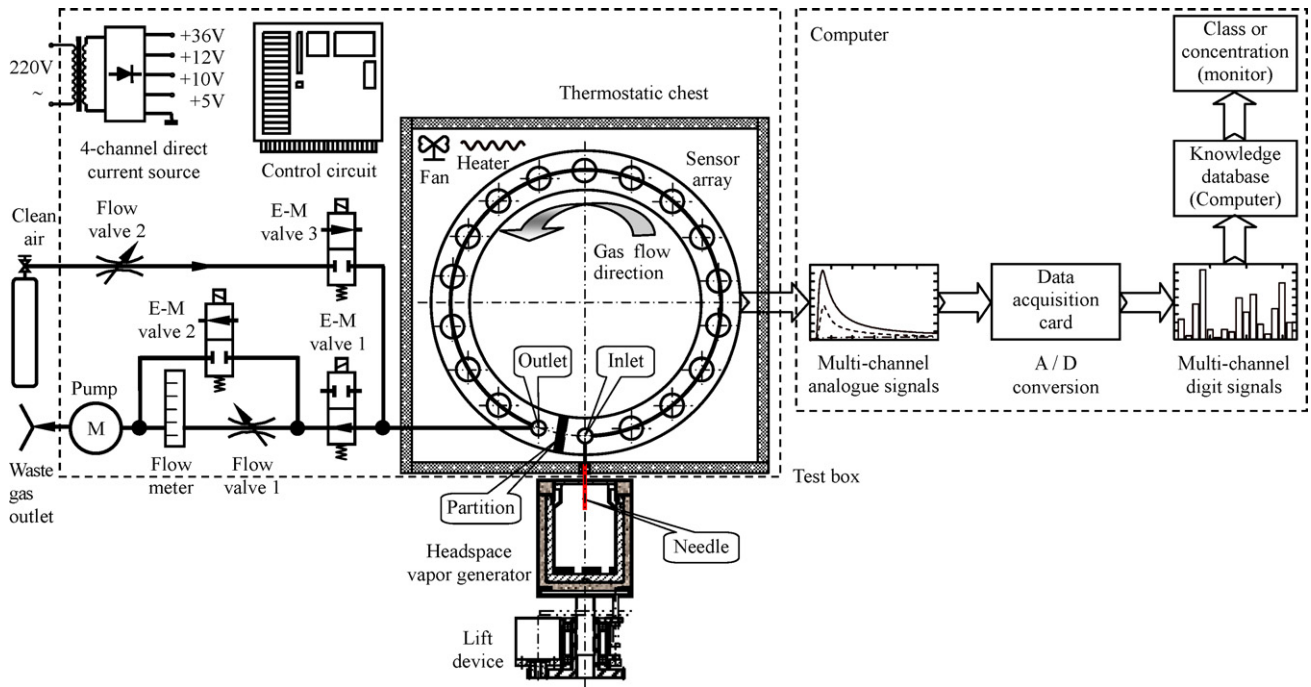 220V
~
+36V
+12V
+10V
+5V
4-channel direct
current source
Control circuit
Thermostatic chest
Fan
Heater
Sensor
array
Gas flow
direction
Clean
air
Flow
valve 2
E-M
valve 3
E-M
valve 2
E-M
valve 1
Outlet
Inlet
Pump
M
Waste
gas
outlet
Flow
meter
Flow
valve 1
Partition
Needle
Headspace
vapor generator
Lift
device
Test box
Computer
Class or
concentration
(monitor)
Knowledge
database
(Computer)
Data
acquisition
card
Multi-channel
analogue signals
A / D
conversion
Multi-channel
digit signals